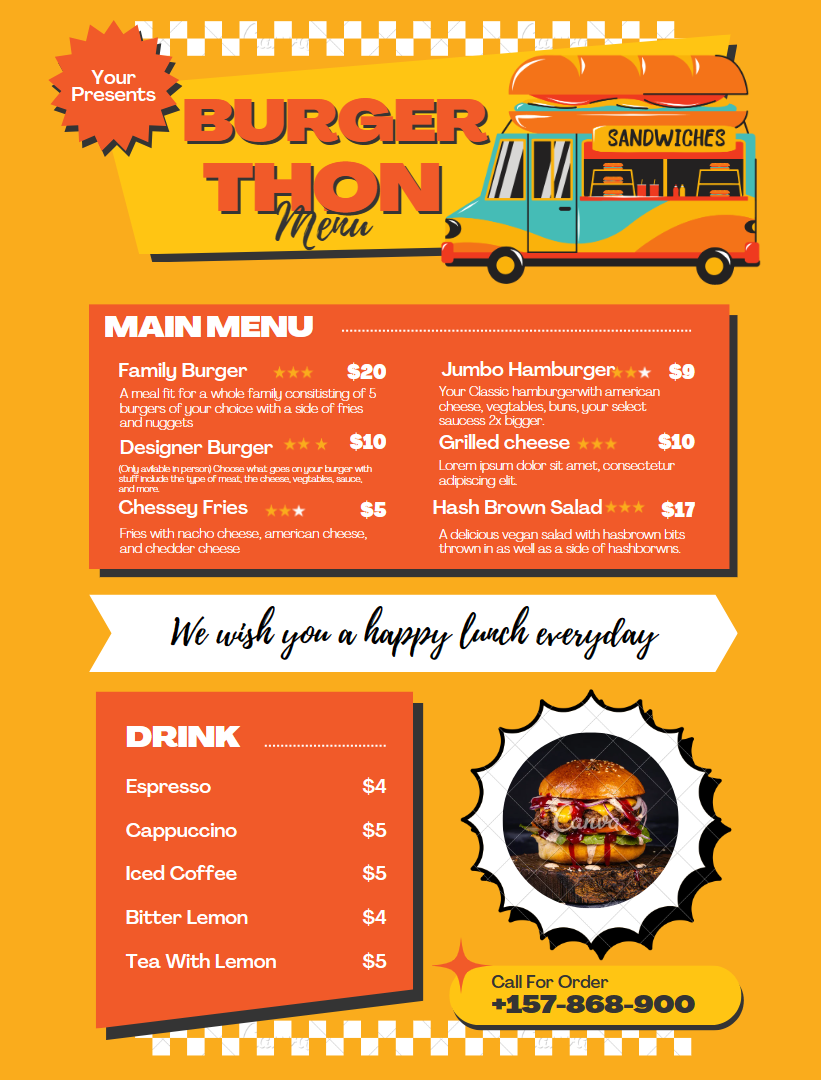 Your
Presents
BURGER
THON
Menu
SANDWICHES
MAIN MENU
Family Burger $20
A meal fit for a whole family consitisting of 5
burgers of your choice with a side of fries
and nuggets
Designer Burger $10
(Only avilable in person) Choose what goes on your burger with
stuff include the type of meat, the cheese, vegtables, sauce,
and more.
Chessey Fries $5
Fries with nacho cheese, american cheese,
and chedder cheese
Jumbo Hamburger $9
Your Classic hamburgerwith american
cheese, vegtables, buns, your select
saucess 2x bigger.
Grilled cheese $10
Lorem ipsum dolor sit amet, consectetur
adipiscing elit.
Hash Brown Salad $17
A delicious vegan salad with hasbrown bits
thrown in as well as a side of hashborwns.
We wish you a happy lunch everyday
DRINK
Espresso $4
Cappuccino $5
Iced Coffee $5
Bitter Lemon $4
Tea With Lemon $5
Canva
Call For Order
+157-868-900